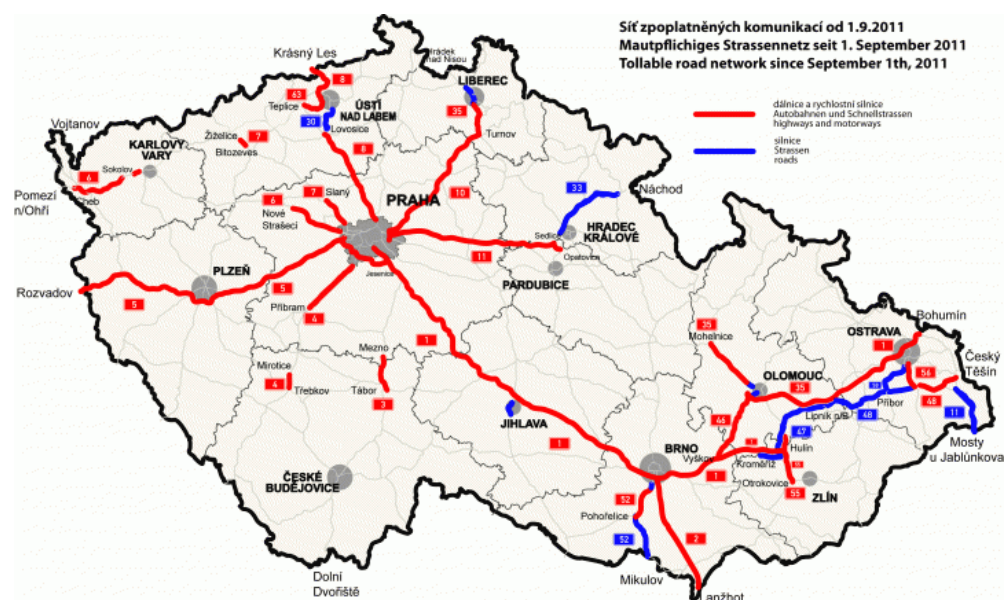 Síť zpoplatněných komunikací od 1.9.2011
Mautpflichiges Strassennetz seit 1. September 2011
Tollable road network since September 1th, 2011
dálnice a rychlostní silnice
Autobahnen und Schnellstrassen
highways and motorways
silnice
Strassen
roads
Krásný Les
Hrádek
nad Nisou
8
LIBEREC
63
Teplice
ÚSTÍ
NAD LABEM
35
30
Lovosice
Turnov
Vojtanov
Žiželice
7
Bitozeves
8
KARLOVY
VARY
Sokolov
6
Cheb
Pomezí
n/Ohří
7
Slaný
6
Nové
Strašecí
PRAHA
10
33
Náchod
Sedlice
HRADEC
KRÁLOVÉ
11
Opatovice
PARDUBICE
Jesenice
PLZEŇ
Rozvadov
5
5
Příbram
4
1
Mezno
Mirotice
4
Třebkov
Tábor
3
35
Mohelnice
Bohumín
OSTRAVA
1
Český
Těšín
56
OLOMOUC
35
Příbor
48
Lipník n/B
48
11
46
47
JIHLAVA
1
BRNO
Vyškov
1
Kroměříž
Hulín
Otrokovice
55
ZLÍN
Mosty
u Jablůnkova
ČESKÉ
BUDĚJOVICE
52
Pohořelice
52
2
Mikulov
Lanžhot
Dolní
Dvořiště